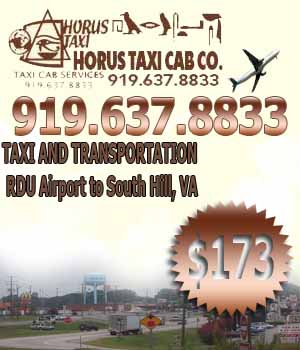 HORUS
TAXI
TAXI CAB SERVICES
919.637.8833
HORUS TAXI CAB CO.
919.637.8833
919.637.8833
TAXI AND TRANSPORTATION
RDU Airport to South Hill, VA
$173